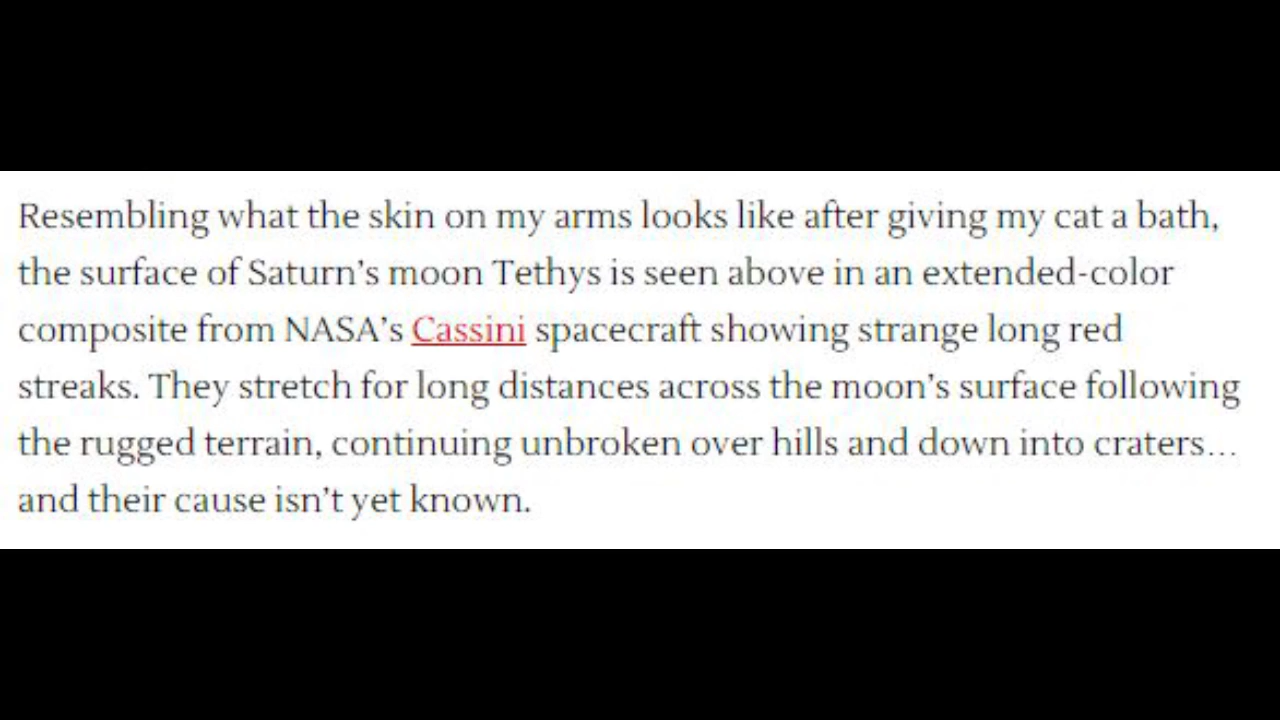 Resembling what the skin on my arms looks like after giving my cat a bath,
the surface of Saturn’s moon Tethys is seen above in an extended-color
composite from NASA’s Cassini spacecraft showing strange long red
streaks. They stretch for long distances across the moon’s surface following
the rugged terrain, continuing unbroken over hills and down into craters…
and their cause isn’t yet known.